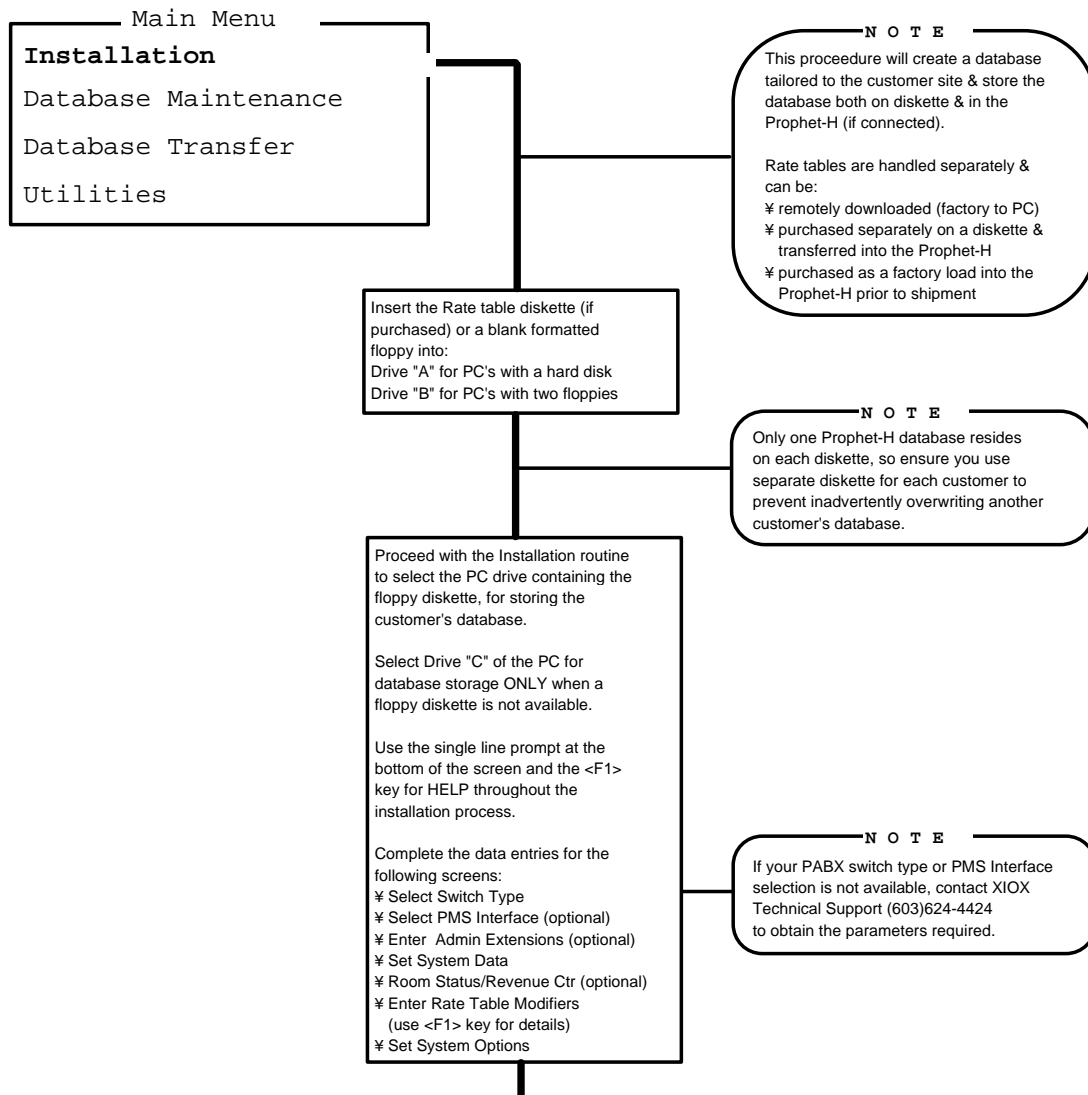 Main Menu
Installation
Database Maintenance
Database Transfer
Utilities
N O T E
This proceedure will create a database
tailored to the customer site & store the
database both on diskette & in the
Prophet-H (if connected).
Rate tables are handled separately &
can be:
¥ remotely downloaded (factory to PC)
¥ purchased separately on a diskette &
transferred into the Prophet-H
¥ purchased as a factory load into the
Prophet-H prior to shipment
Insert the Rate table diskette (if
purchased) or a blank formatted
floppy into:
Drive "A" for PC's with a hard disk
Drive "B" for PC's with two floppies
N O T E
Only one Prophet-H database resides
on each diskette, so ensure you use
separate diskette for each customer to
prevent inadvertently overwriting another
customer's database.
Proceed with the Installation routine
to select the PC drive containing the
floppy diskette, for storing the
customer's database.
Select Drive "C" of the PC for
database storage ONLY when a
floppy diskette is not available.
Use the single line prompt at the
bottom of the screen and the <F1>
key for HELP throughout the
installation process.
Complete the data entries for the
following screens:
¥ Select Switch Type
¥ Select PMS Interface (optional)
¥ Enter Admin Extensions (optional)
¥ Set System Data
¥ Room Status/Revenue Ctr (optional)
¥ Enter Rate Table Modifiers
(use <F1> key for details)
¥ Set System Options
N O T E
If your PABX switch type or PMS Interface
selection is not available, contact XIOX
Technical Support (603)624-4424
to obtain the parameters required.